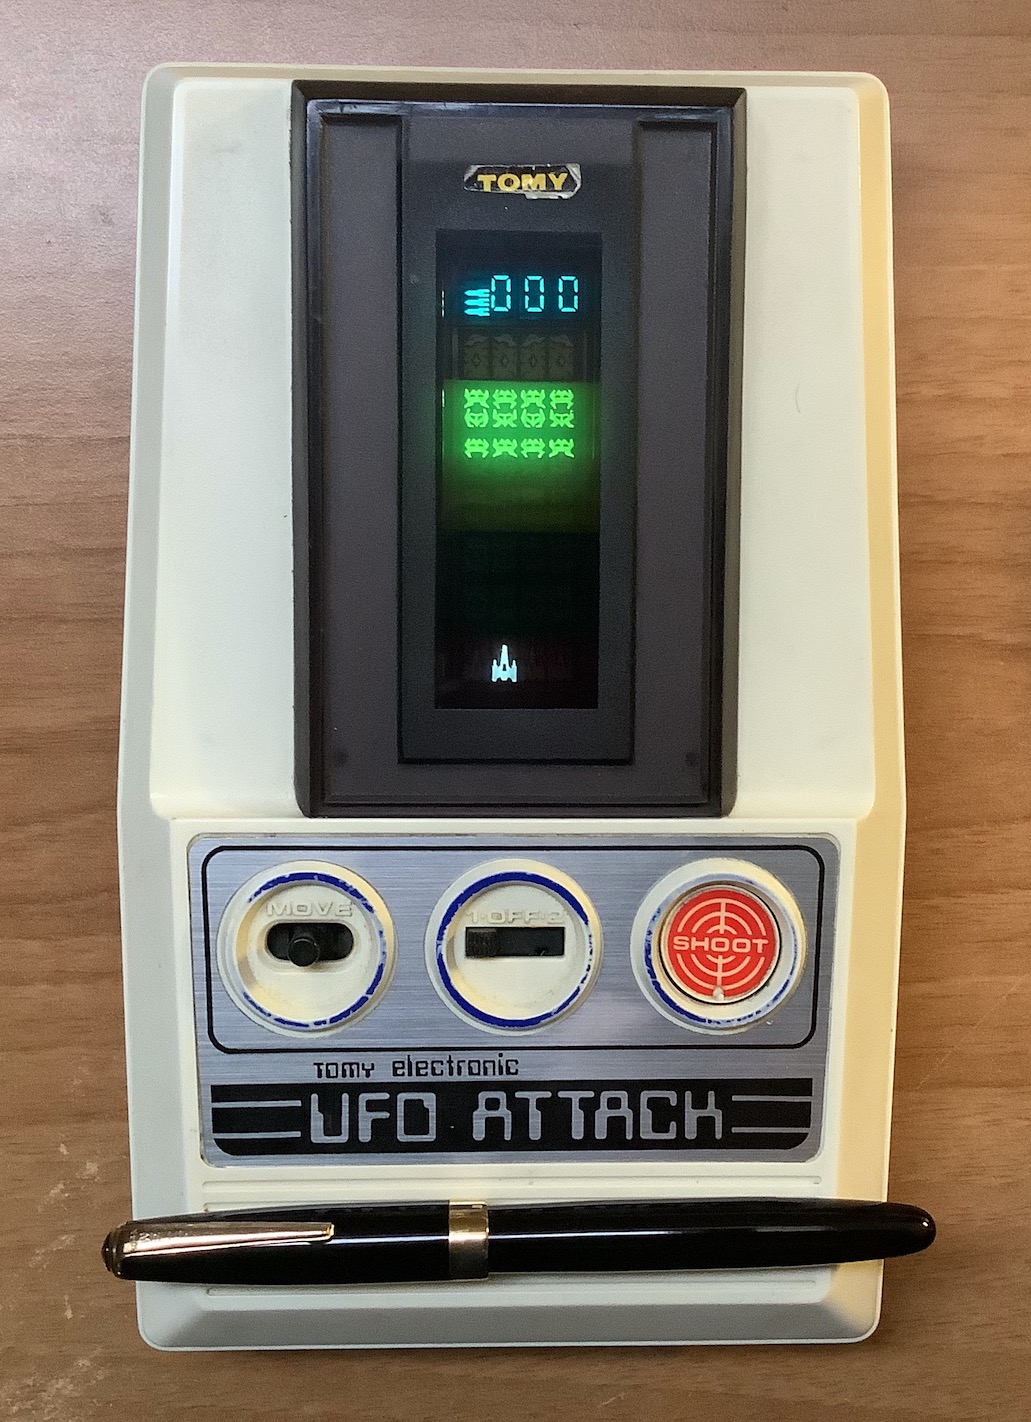 TOMY
000
MOVE
1·OFF·2
SHOOT
TOMY electronic
UFO ATTACK